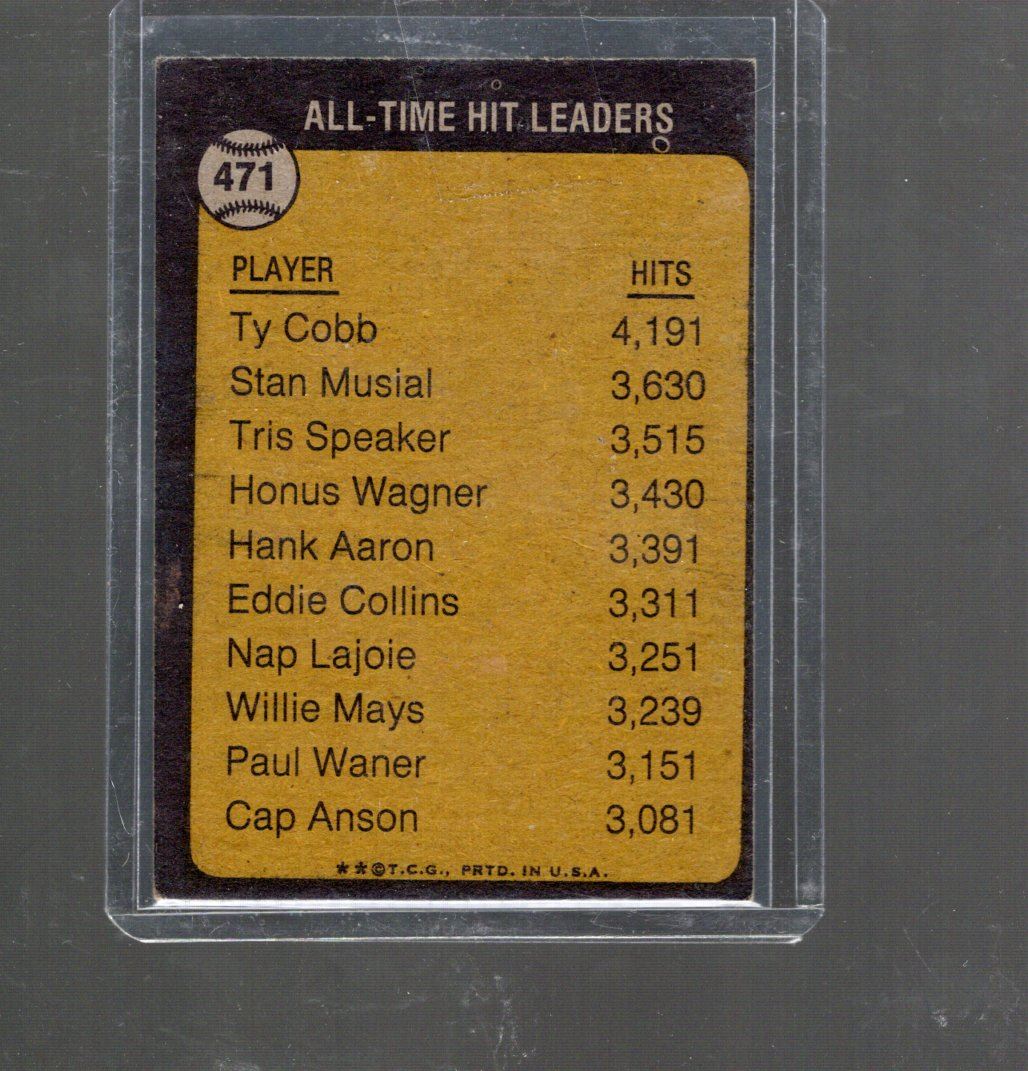 ALL-TIME HIT LEADERS
471
PLAYER HITS
Ty Cobb 4,191
Stan Musial 3,630
Tris Speaker 3,515
Honus Wagner 3,430
Hank Aaron 3,391
Eddie Collins 3,311
Nap Lajoie 3,251
Willie Mays 3,239
Paul Waner 3,151
Cap Anson 3,081
**©T.C.G., PRTD. IN U.S.A.